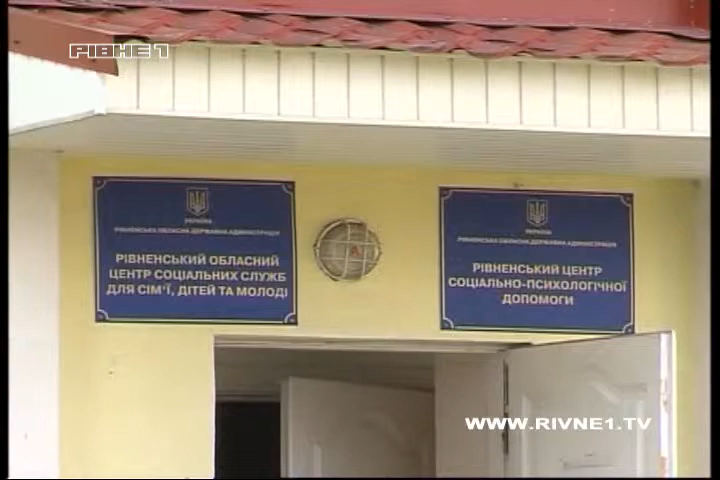 РІВНЕ 1
УКРАЇНА
РІВНЕНСЬКА ОБЛАСНА ДЕРЖАВНА АДМІНІСТРАЦІЯ
РІВНЕНСЬКИЙ ОБЛАСНИЙ
ЦЕНТР СОЦІАЛЬНИХ СЛУЖБ
ДЛЯ СІМ'Ї, ДІТЕЙ ТА МОЛОДІ
УКРАЇНА
РІВНЕНСЬКА ОБЛАСНА ДЕРЖАВНА АДМІНІСТРАЦІЯ
РІВНЕНСЬКИЙ ЦЕНТР
СОЦІАЛЬНО-ПСИХОЛОГІЧНОЇ
ДОПОМОГИ
WWW.RIVNE1.TV